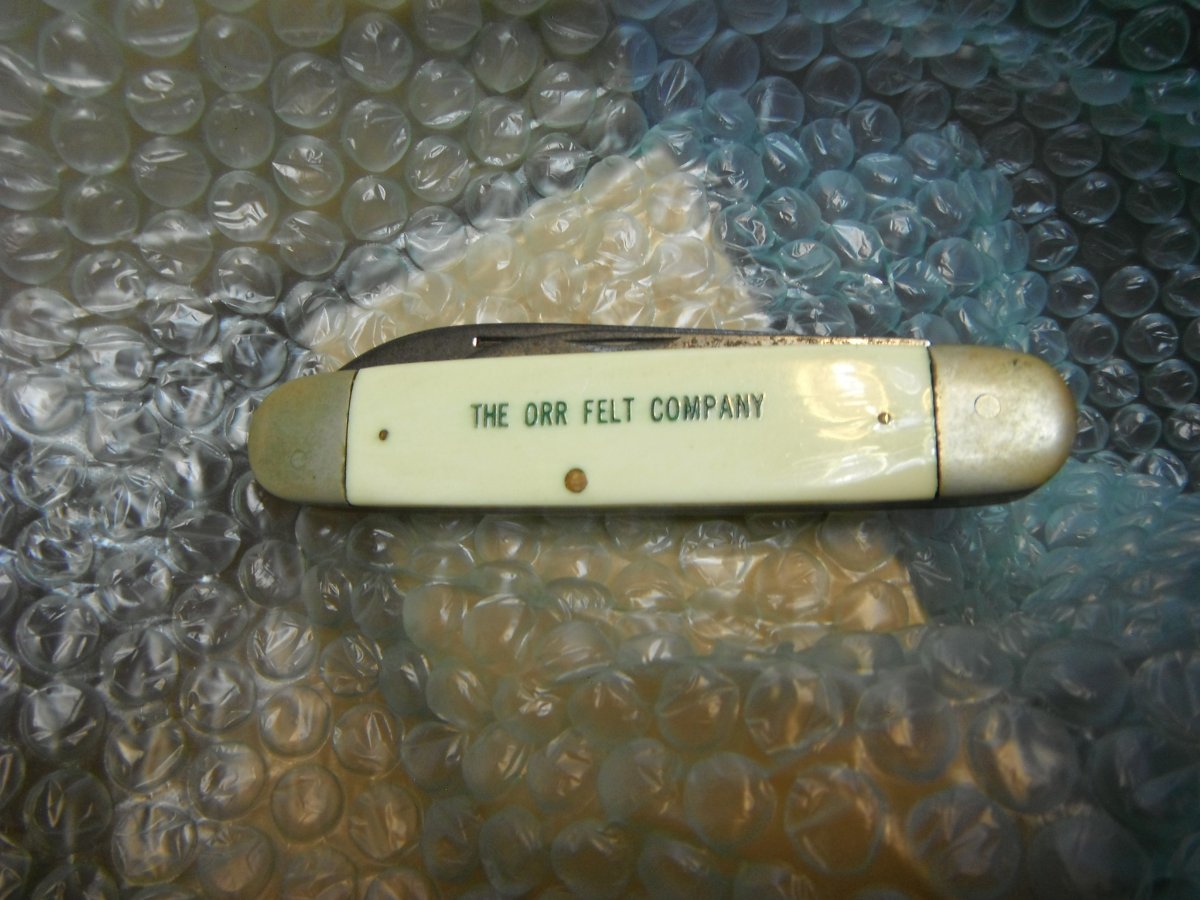 THE ORR FELT COMPANY